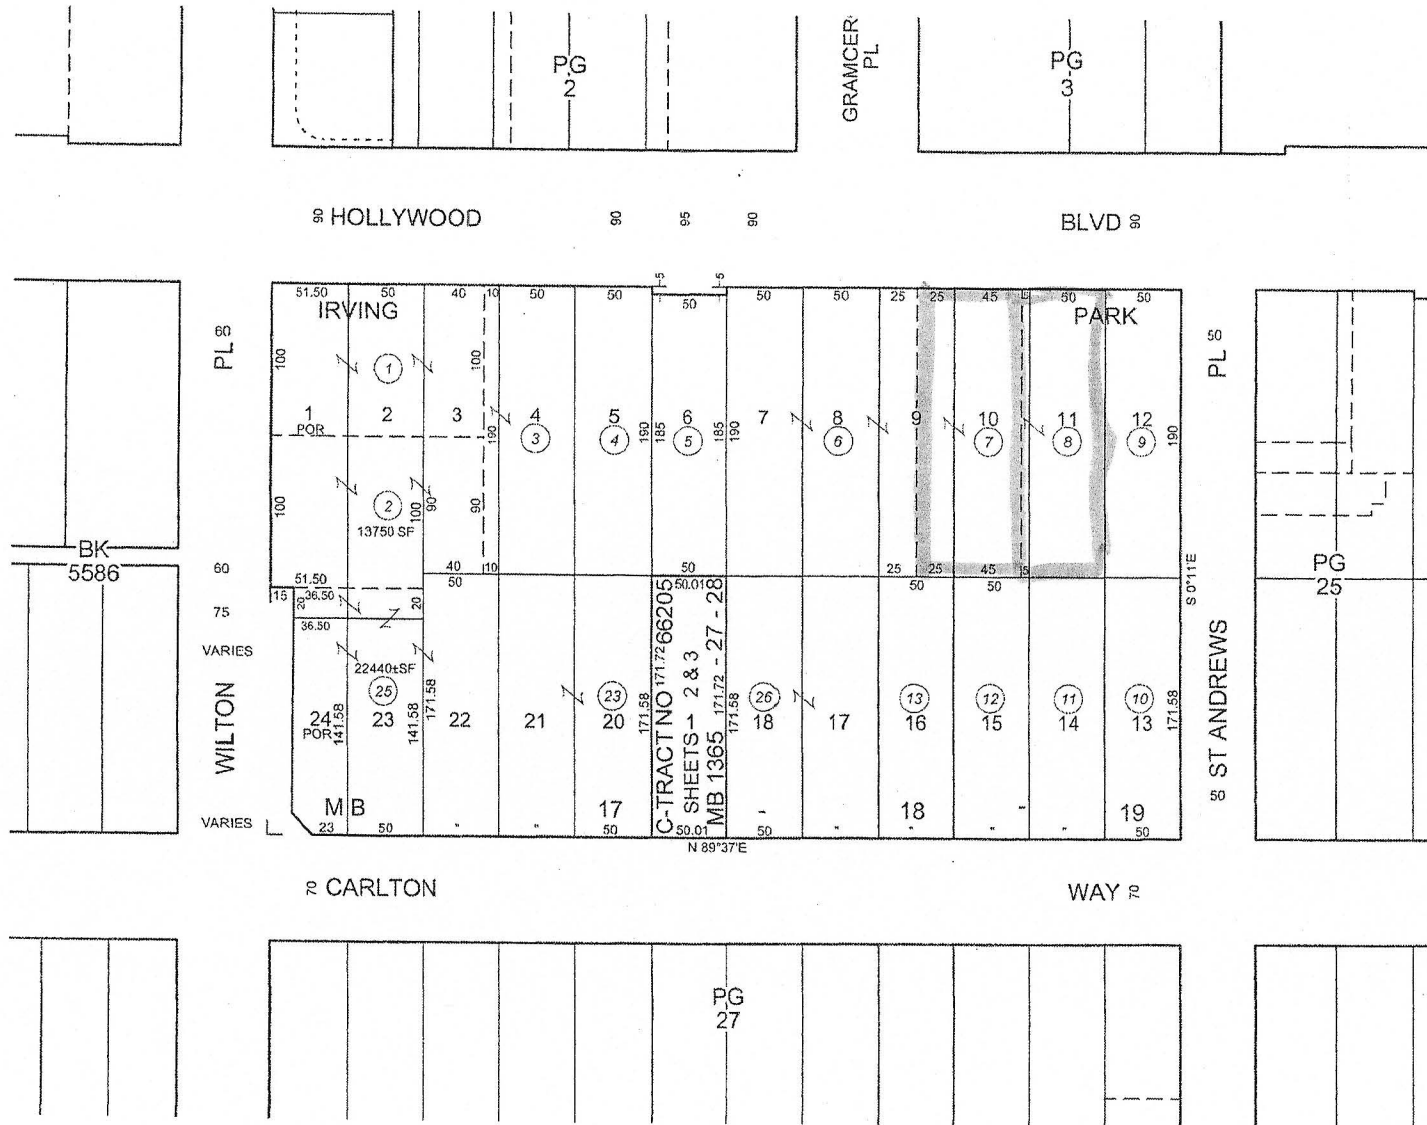 PG
2
GRAMCER
PL
PG
3
90 HOLLYWOOD 90 95 90 BLVD 90
5 5
51.50 50 40 10 50 50 50 50 50 25 25 45 5 50 50
IRVING PARK
60
PL
50
PL
100 1 100
1 2 3 4 5 6 7 8 9 10 11 12
POR
190 3 4 190 185 5 185 190 6 7 8 9 190
100 2 100 90 90
13750 SF
BK
5586
60
40 10 50 25 25 45 5
50 50.01 50 50
S 0°11'E
PG
25
51.50
15 20 36.50 20
75
36.50
VARIES
22440±SF
25 23 26 13 12 11 10
24 23 22 21 20 18 17 16 15 14 13
POR
141.58 141.58 171.58 171.58 171.72 171.72 171.58 171.58
C-TRACT NO 66205
SHEETS - 2 & 3
MB 1365 - 27 - 28
WILTON
ST ANDREWS
50
M B 17 18 19
VARIES
23 50 " " 50 50.01 50 " " " " 50
N 89°37'E
70 CARLTON WAY 70
PG
27